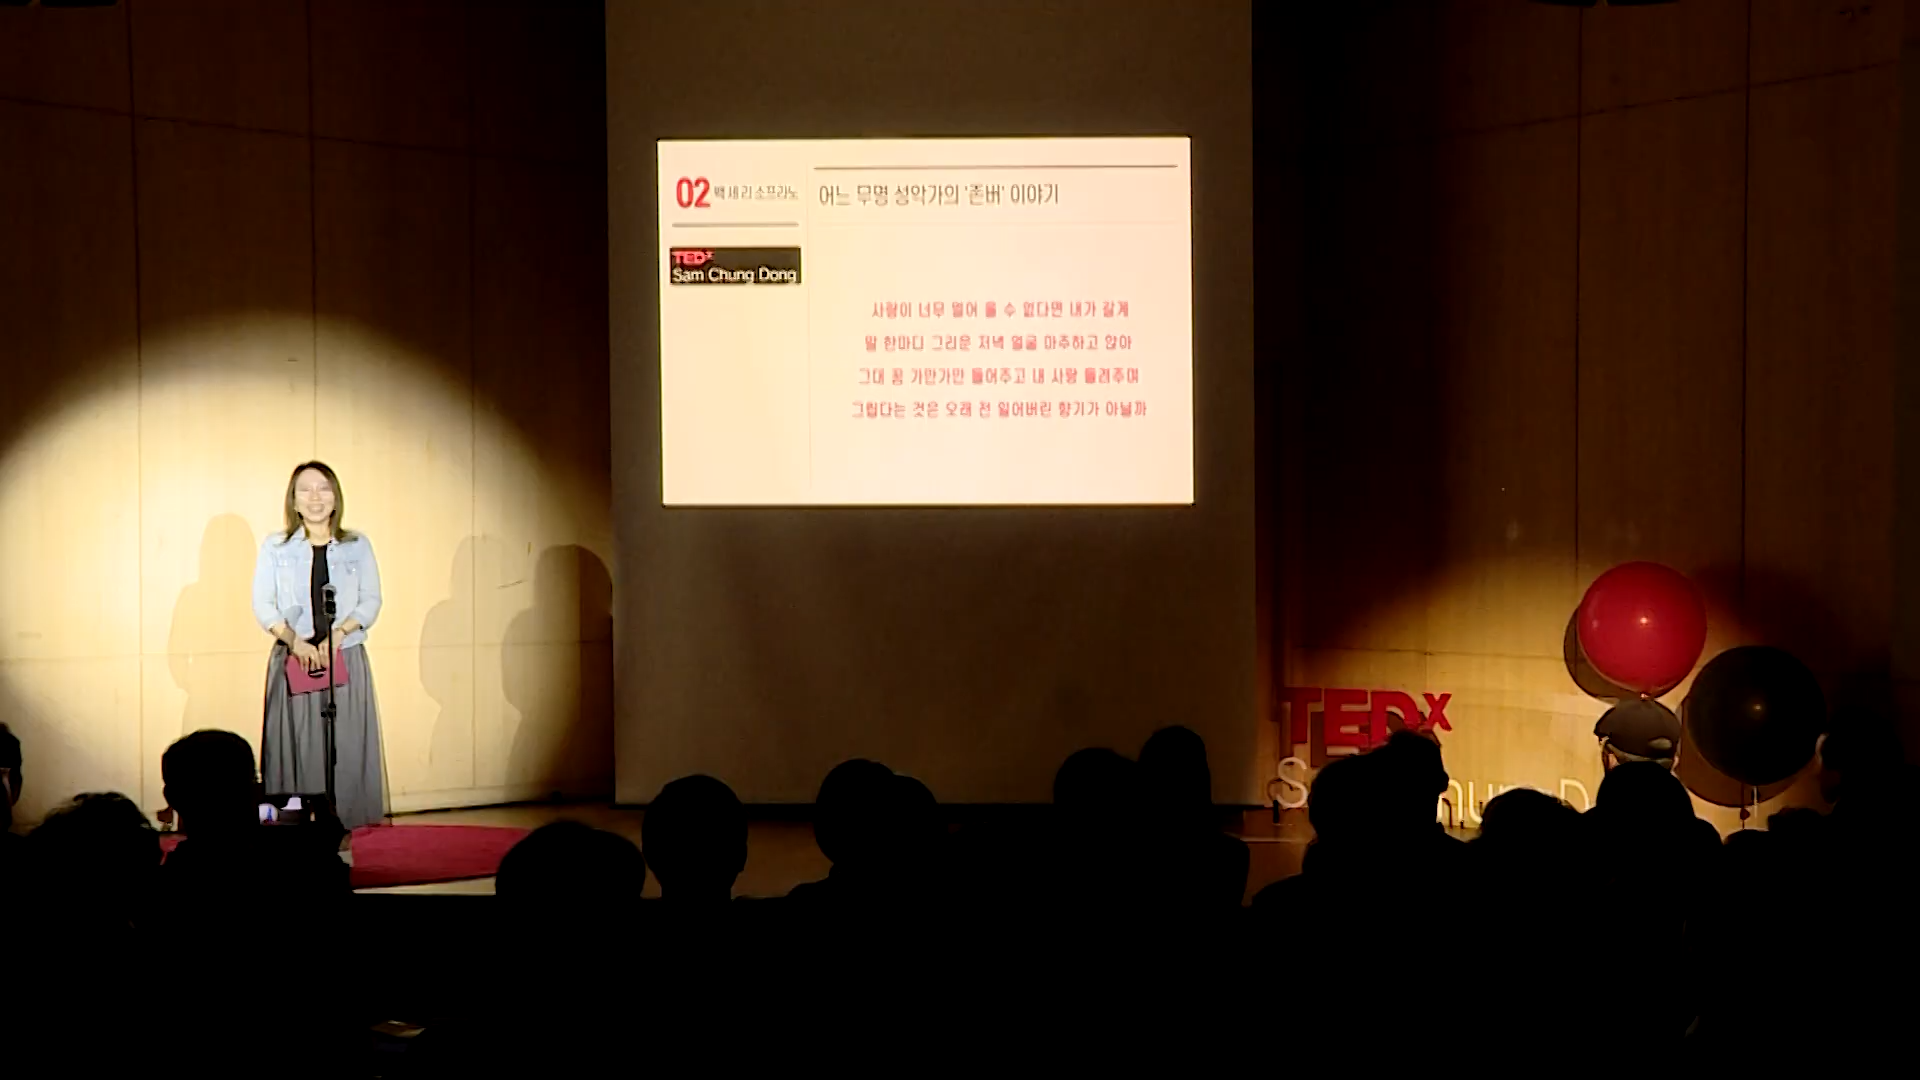 02 백세리 소프라노
어느 무명 성악가의 '존버' 이야기
TEDx
Sam Chung Dong
사랑이 너무 멀어 올 수 없다면 내가 갈게
말 한마디 그리운 저녁 얼굴 마주하고 앉아
그대 꿈 가만가만 들어주고 내 사랑 들려주며
그립다는 것은 오래 전 잃어버린 향기가 아닐까
TEDx